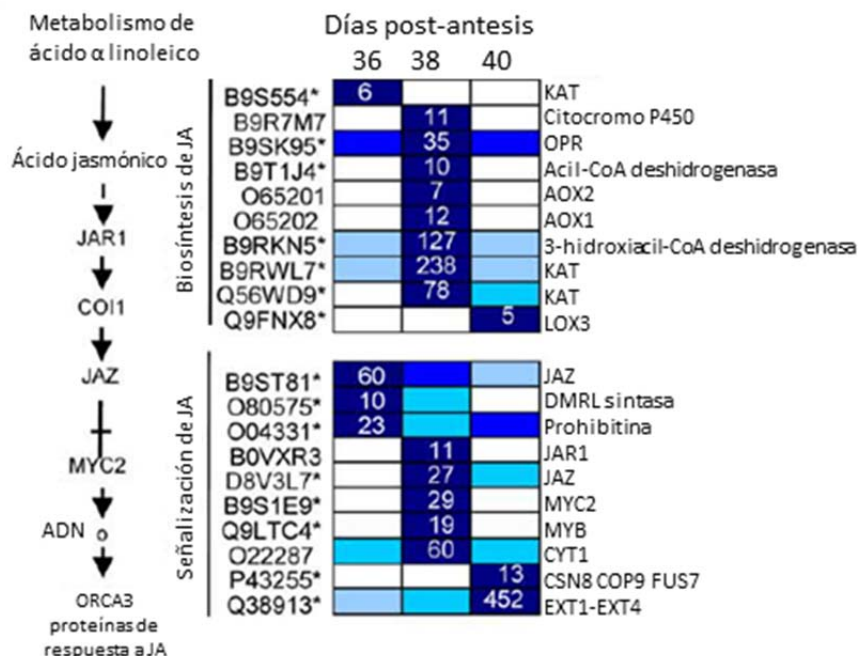 Metabolismo de
ácido α linoleico
Ácido jasmónico
JAR1
COI1
JAZ
MYC2
ADN
ORCA3
proteínas de
respuesta a JA
Días post-antesis
36 38 40
Biosíntesis de JA
B9S554* 6 KAT
B9R7M7 11 Citocromo P450
B9SK95* 35 OPR
B9T1J4* 10 Acil-CoA deshidrogenasa
O65201 7 AOX2
O65202 12 AOX1
B9RKN5* 127 3-hidroxiacil-CoA deshidrogenasa
B9RWL7* 238 KAT
Q56WD9* 78 KAT
Q9FNX8* 5 LOX3
Señalización de JA
B9ST81* 60 JAZ
O80575* 10 DMRL sintasa
O04331* 23 Prohibitina
B0VXR3 11 JAR1
D8V3L7* 27 JAZ
B9S1E9* 29 MYC2
Q9LTC4* 19 MYB
O22287 60 CYT1
P43255* 13 CSN8 COP9 FUS7
Q38913* 452 EXT1-EXT4